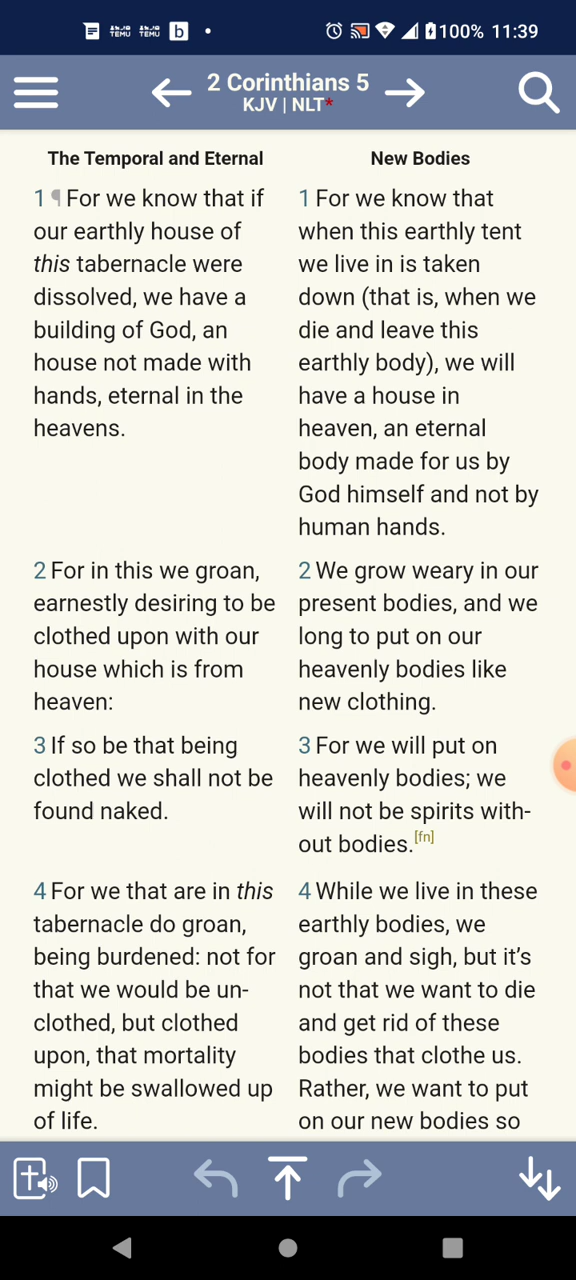 TEMU TEMU b 100% 11:39
2 Corinthians 5
KJV | NLT*
The Temporal and Eternal
1 ¶ For we know that if
our earthly house of
this tabernacle were
dissolved, we have a
building of God, an
house not made with
hands, eternal in the
heavens.
2 For in this we groan,
earnestly desiring to be
clothed upon with our
house which is from
heaven:
3 If so be that being
clothed we shall not be
found naked.
4 For we that are in this
tabernacle do groan,
being burdened: not for
that we would be un-
clothed, but clothed
upon, that mortality
might be swallowed up
of life.
New Bodies
1 For we know that
when this earthly tent
we live in is taken
down (that is, when we
die and leave this
earthly body), we will
have a house in
heaven, an eternal
body made for us by
God himself and not by
human hands.
2 We grow weary in our
present bodies, and we
long to put on our
heavenly bodies like
new clothing.
3 For we will put on
heavenly bodies; we
will not be spirits with-
out bodies.[fn]
4 While we live in these
earthly bodies, we
groan and sigh, but it’s
not that we want to die
and get rid of these
bodies that clothe us.
Rather, we want to put
on our new bodies so